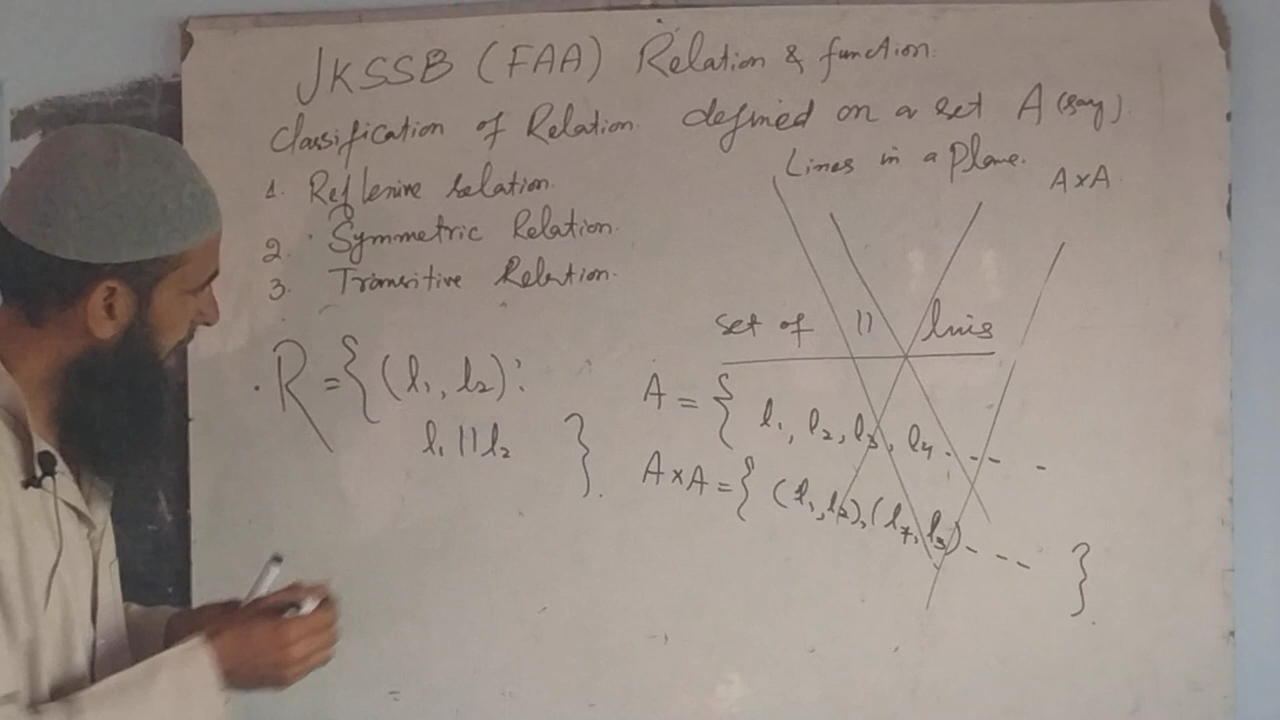 JKSSB (FAA) Relation & function.
Classification of Relation defined on a set A (say).
Lines in a Plane.
A×A
1. Reflexive relation.
2. Symmetric Relation.
3. Transitive Relation.
set of || lines
R = { (l₁, l₂) :
l₁ || l₂ }.
A = { l₁, l₂, l₃, l₄ - - - -
A×A = { (l₁, l₂), (l₇, l₃) - - - - }